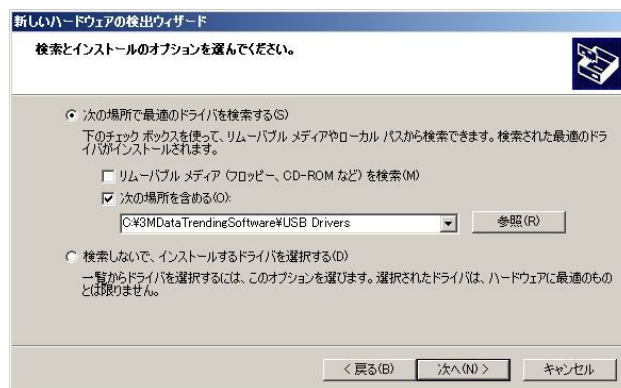 新しいハードウェアの検出ウィザード
検索とインストールのオプションを選んでください。
次の場所で最適のドライバを検索する(S)
下のチェック ボックスを使って、リムーバブル メディアやローカル パスから検索できます。検索された最適のドラ
イバがインストールされます。
リムーバブル メディア (フロッピー、CD-ROM など) を検索(M)
次の場所を含める(O):
C:¥3MDataTrendingSoftware¥USB Drivers
参照(R)
検索しないで、インストールするドライバを選択する(D)
一覧からドライバを選択するには、このオプションを選びます。選択されたドライバは、ハードウェアに最適のもの
とは限りません。
< 戻る(B)
次へ(N) >
キャンセル